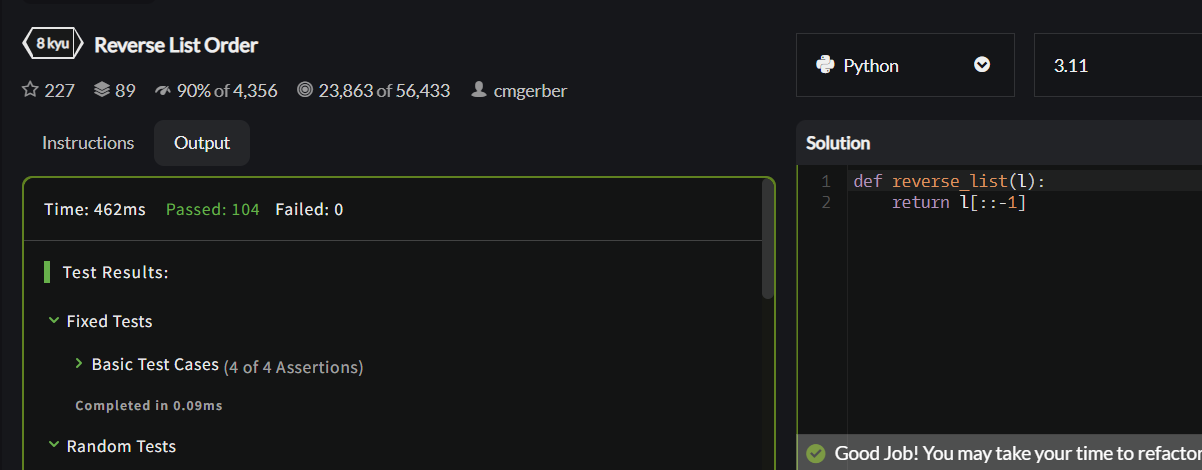 8 kyu Reverse List Order
227 89 90% of 4,356 23,863 of 56,433 cmgerber
Instructions Output
Time: 462ms Passed: 104 Failed: 0
Test Results:
Fixed Tests
Basic Test Cases (4 of 4 Assertions)
Completed in 0.09ms
Random Tests
Python 3.11
Solution
1 def reverse_list(l):
2 return l[::-1]
Good Job! You may take your time to refactor